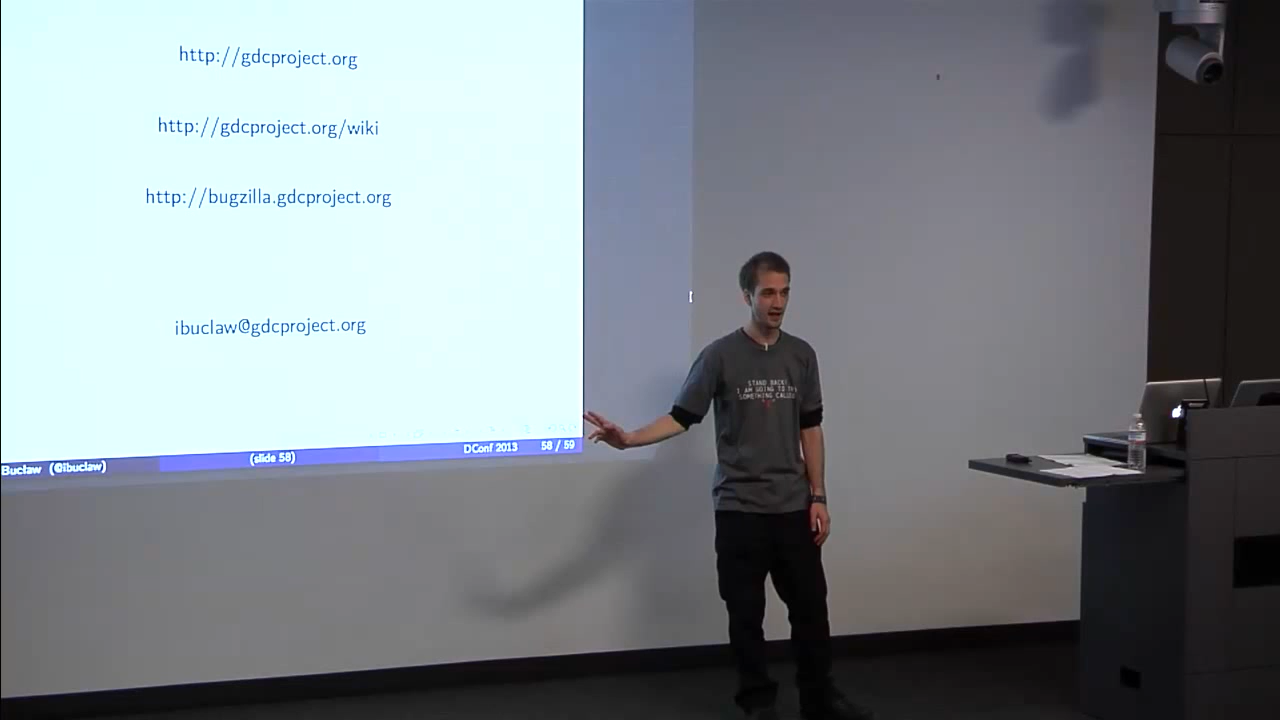 http://gdcproject.org
http://gdcproject.org/wiki
http://bugzilla.gdcproject.org
ibuclaw@gdcproject.org
Buclaw (@ibuclaw)
(slide 58)
DConf 2013
58 / 59
STAND BACK!
I AM GOING TO
SOMETHING CALLED